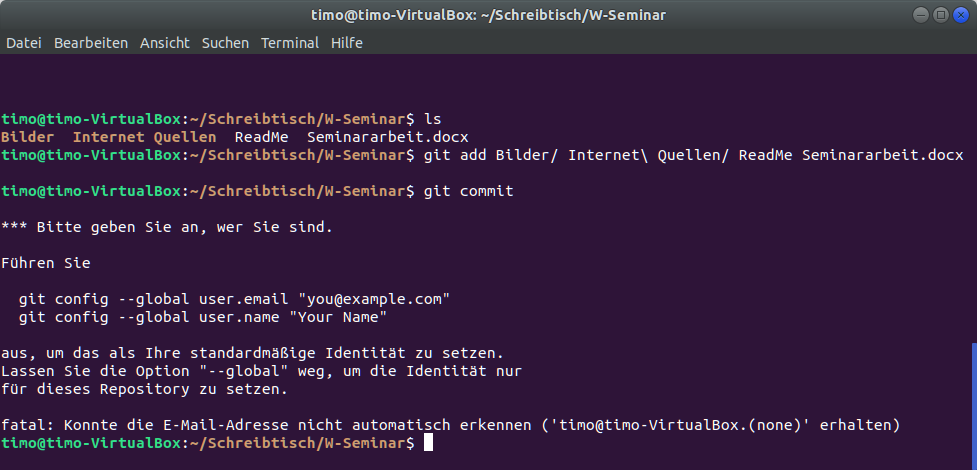 timo@timo-VirtualBox: ~/Schreibtisch/W-Seminar
Datei Bearbeiten Ansicht Suchen Terminal Hilfe
timo@timo-VirtualBox:~/Schreibtisch/W-Seminar$ ls
Bilder  Internet Quellen  ReadMe  Seminararbeit.docx
timo@timo-VirtualBox:~/Schreibtisch/W-Seminar$ git add Bilder/ Internet\ Quellen/ ReadMe Seminararbeit.docx
timo@timo-VirtualBox:~/Schreibtisch/W-Seminar$ git commit
*** Bitte geben Sie an, wer Sie sind.
Führen Sie
  git config --global user.email "you@example.com"
  git config --global user.name "Your Name"
aus, um das als Ihre standardmäßige Identität zu setzen.
Lassen Sie die Option "--global" weg, um die Identität nur
für dieses Repository zu setzen.
fatal: Konnte die E-Mail-Adresse nicht automatisch erkennen ('timo@timo-VirtualBox.(none)' erhalten)
timo@timo-VirtualBox:~/Schreibtisch/W-Seminar$